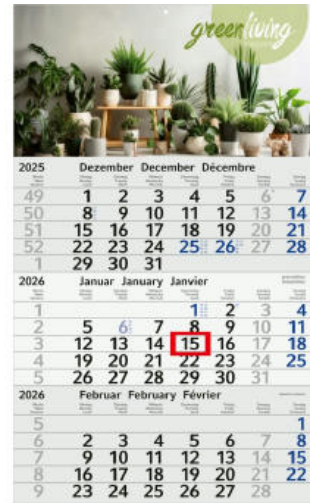 greenliving
2025 Dezember December Décembre
49 1 2 3 4 5 6 7
50 8 9 10 11 12 13 14
51 15 16 17 18 19 20 21
52 22 23 24 25 26 27 28
1 29 30 31
2026 Januar January Janvier
1 1 2 3 4
2 5 6 7 8 9 10 11
3 12 13 14 15 16 17 18
4 19 20 21 22 23 24 25
5 26 27 28 29 30 31
2026 Februar February Février
5 1
6 2 3 4 5 6 7 8
7 9 10 11 12 13 14 15
8 16 17 18 19 20 21 22
9 23 24 25 26 27 28